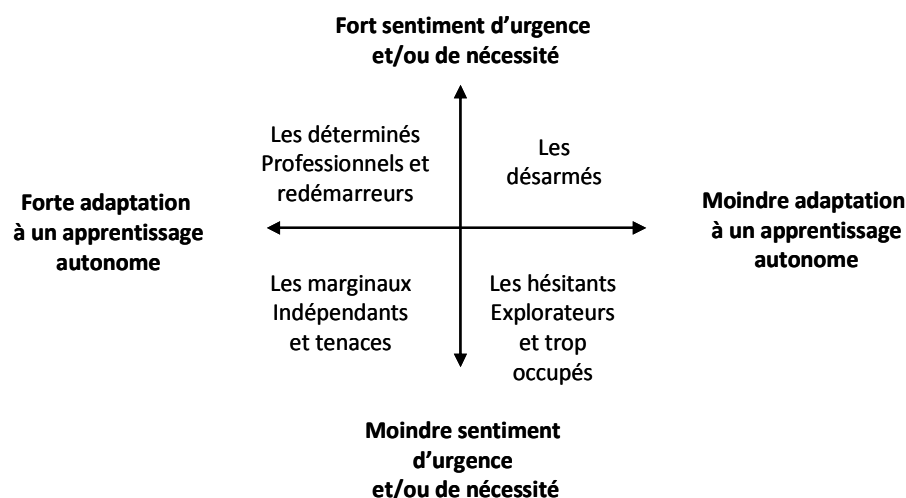 Fort sentiment d’urgence
et/ou de nécessité
Les déterminés
Professionnels et
redémarreurs
Les
désarmés
Forte adaptation
à un apprentissage
autonome
Moindre adaptation
à un apprentissage
autonome
Les marginaux
Indépendants
et tenaces
Les hésitants
Explorateurs
et trop
occupés
Moindre sentiment
d’urgence
et/ou de nécessité